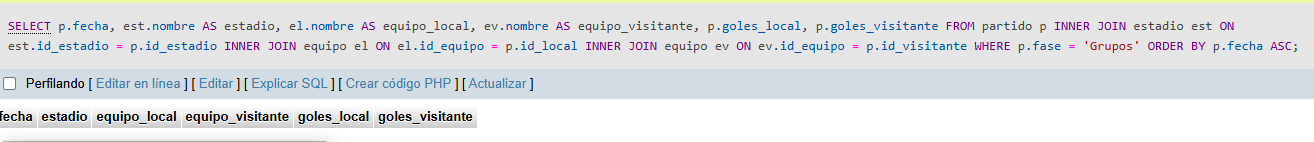 SELECT p.fecha, est.nombre AS estadio, el.nombre AS equipo_local, ev.nombre AS equipo_visitante, p.goles_local, p.goles_visitante FROM partido p INNER JOIN estadio est ON
est.id_estadio = p.id_estadio INNER JOIN equipo el ON el.id_equipo = p.id_local INNER JOIN equipo ev ON ev.id_equipo = p.id_visitante WHERE p.fase = 'Grupos' ORDER BY p.fecha ASC;
Perfilando [ Editar en línea ] [ Editar ] [ Explicar SQL ] [ Crear código PHP ] [ Actualizar ]
fecha estadio equipo_local equipo_visitante goles_local goles_visitante